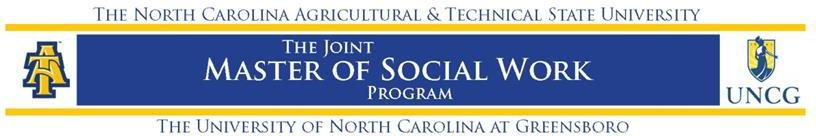 THE NORTH CAROLINA AGRICULTURAL & TECHNICAL STATE UNIVERSITY
AT
THE JOINT
MASTER OF SOCIAL WORK
PROGRAM
UNCG
THE UNIVERSITY OF NORTH CAROLINA AT GREENSBORO